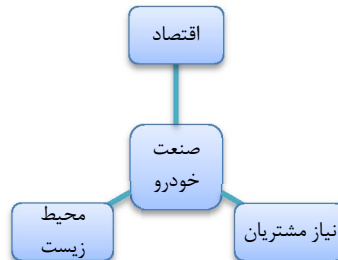 اقتصاد
صنعت
خودرو
نیاز مشتریان
محیط
زیست